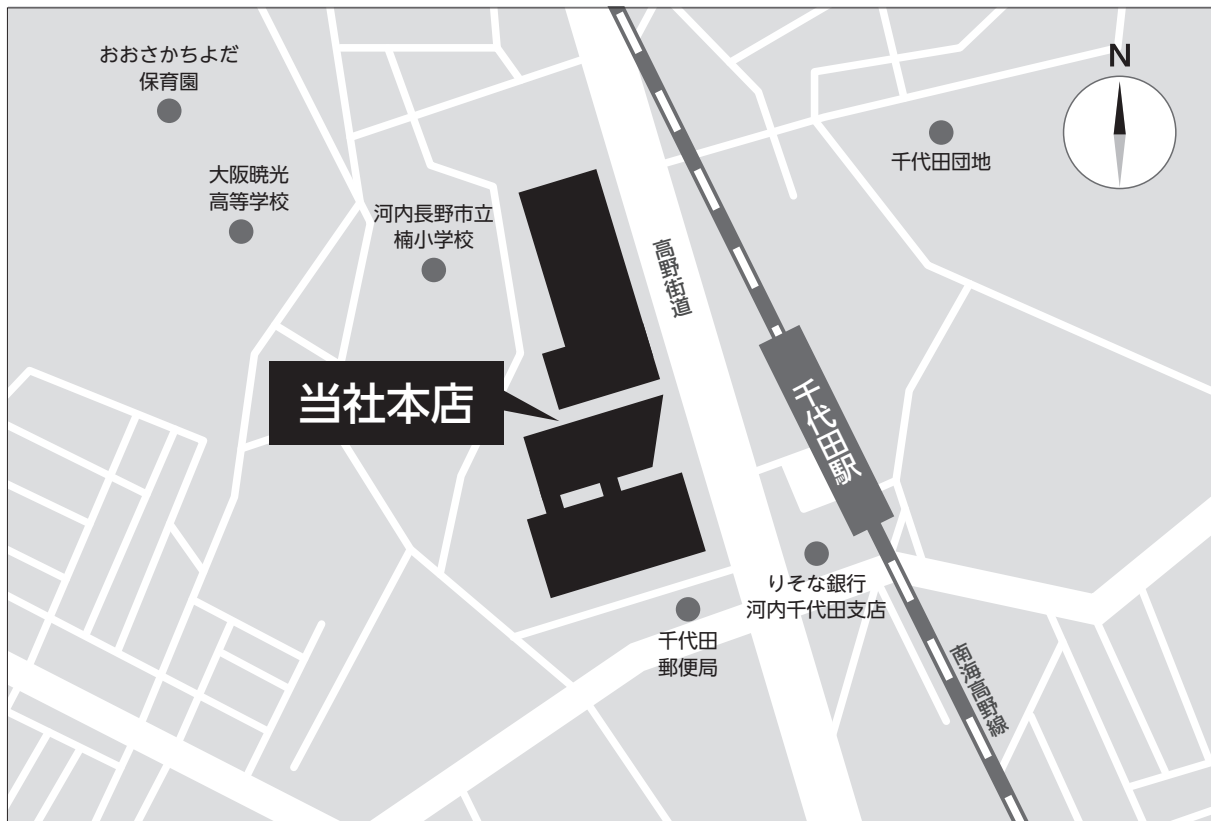 おおさかちよだ
保育園
N
千代田団地
大阪暁光
高等学校
河内長野市立
楠小学校
高野街道
当社本店
千代田駅
りそな銀行
河内千代田支店
千代田
郵便局
南海高野線